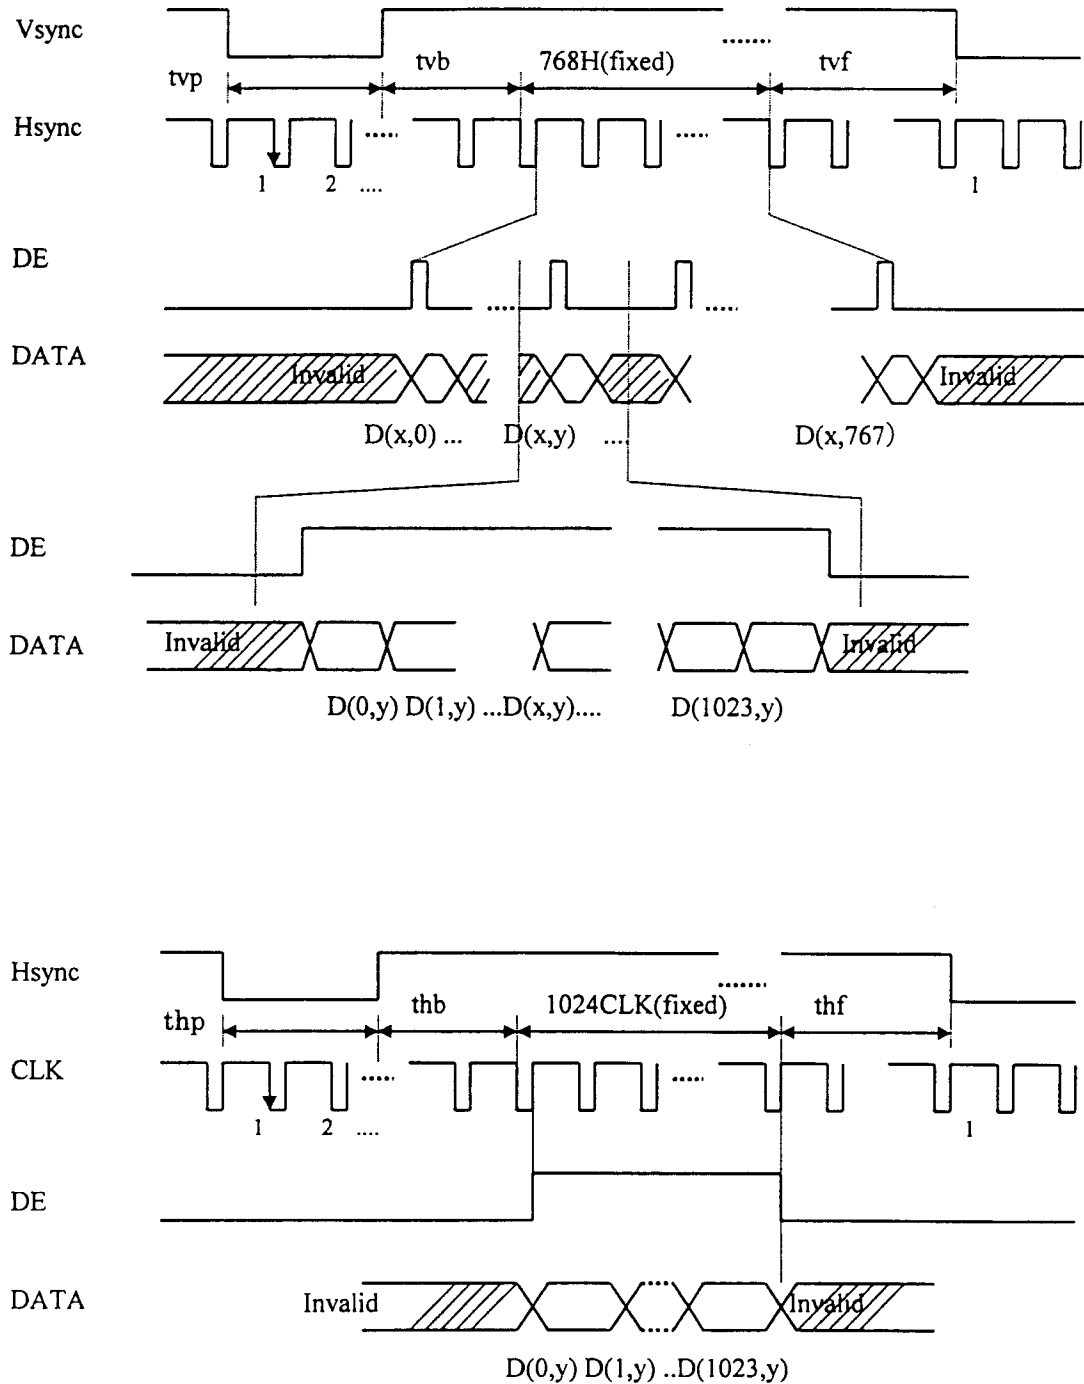 Vsync
tvp tvb 768H(fixed) tvf
Hsync
1 2 .... 1
DE
DATA Invalid Invalid
D(x,0) ... D(x,y) .... D(x,767)
DE
DATA Invalid Invalid
D(0,y) D(1,y) ...D(x,y).... D(1023,y)
Hsync
thp thb 1024CLK(fixed) thf
CLK
1 2 .... 1
DE
DATA Invalid Invalid
D(0,y) D(1,y) ..D(1023,y)